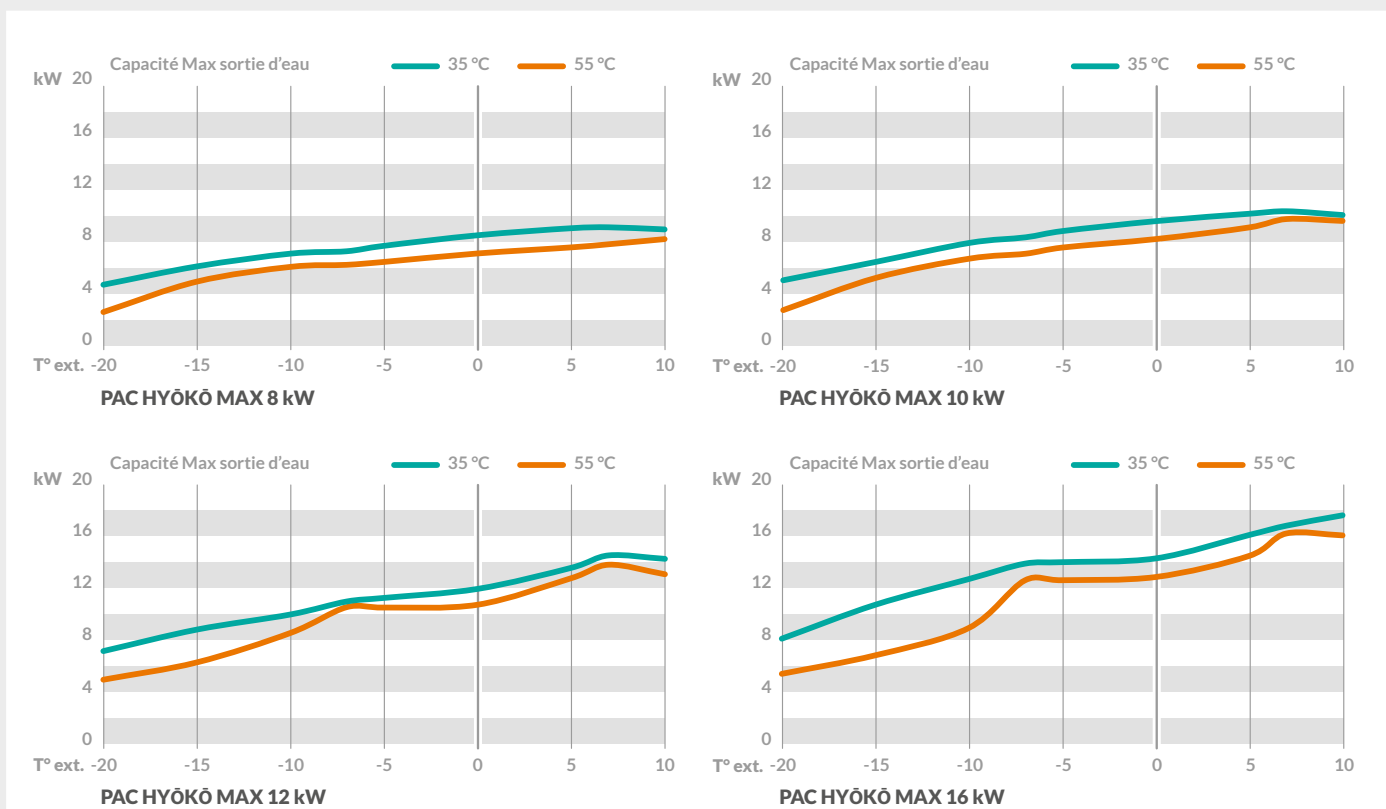 Capacité Max sortie d'eau 35 °C 55 °C
kW 20
16
12
8
4
0
T° ext. -20 -15 -10 -5 0 5 10
PAC HYŌKŌ MAX 8 kW
Capacité Max sortie d'eau 35 °C 55 °C
kW 20
16
12
8
4
0
T° ext. -20 -15 -10 -5 0 5 10
PAC HYŌKŌ MAX 10 kW
Capacité Max sortie d'eau 35 °C 55 °C
kW 20
16
12
8
4
0
T° ext. -20 -15 -10 -5 0 5 10
PAC HYŌKŌ MAX 12 kW
Capacité Max sortie d'eau 35 °C 55 °C
kW 20
16
12
8
4
0
T° ext. -20 -15 -10 -5 0 5 10
PAC HYŌKŌ MAX 16 kW